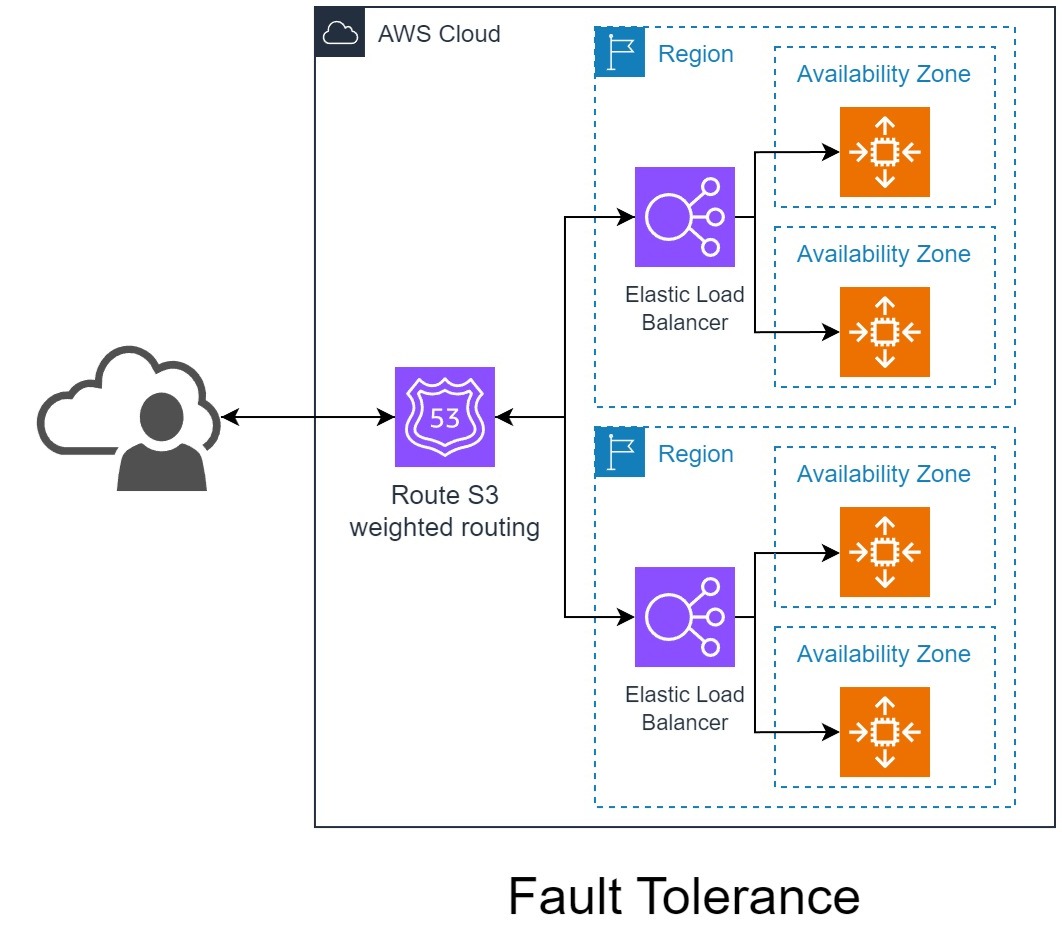 AWS Cloud
Region
Availability Zone
Elastic Load
Balancer
Availability Zone
53
Route S3
weighted routing
Region
Availability Zone
Elastic Load
Balancer
Availability Zone
Fault Tolerance